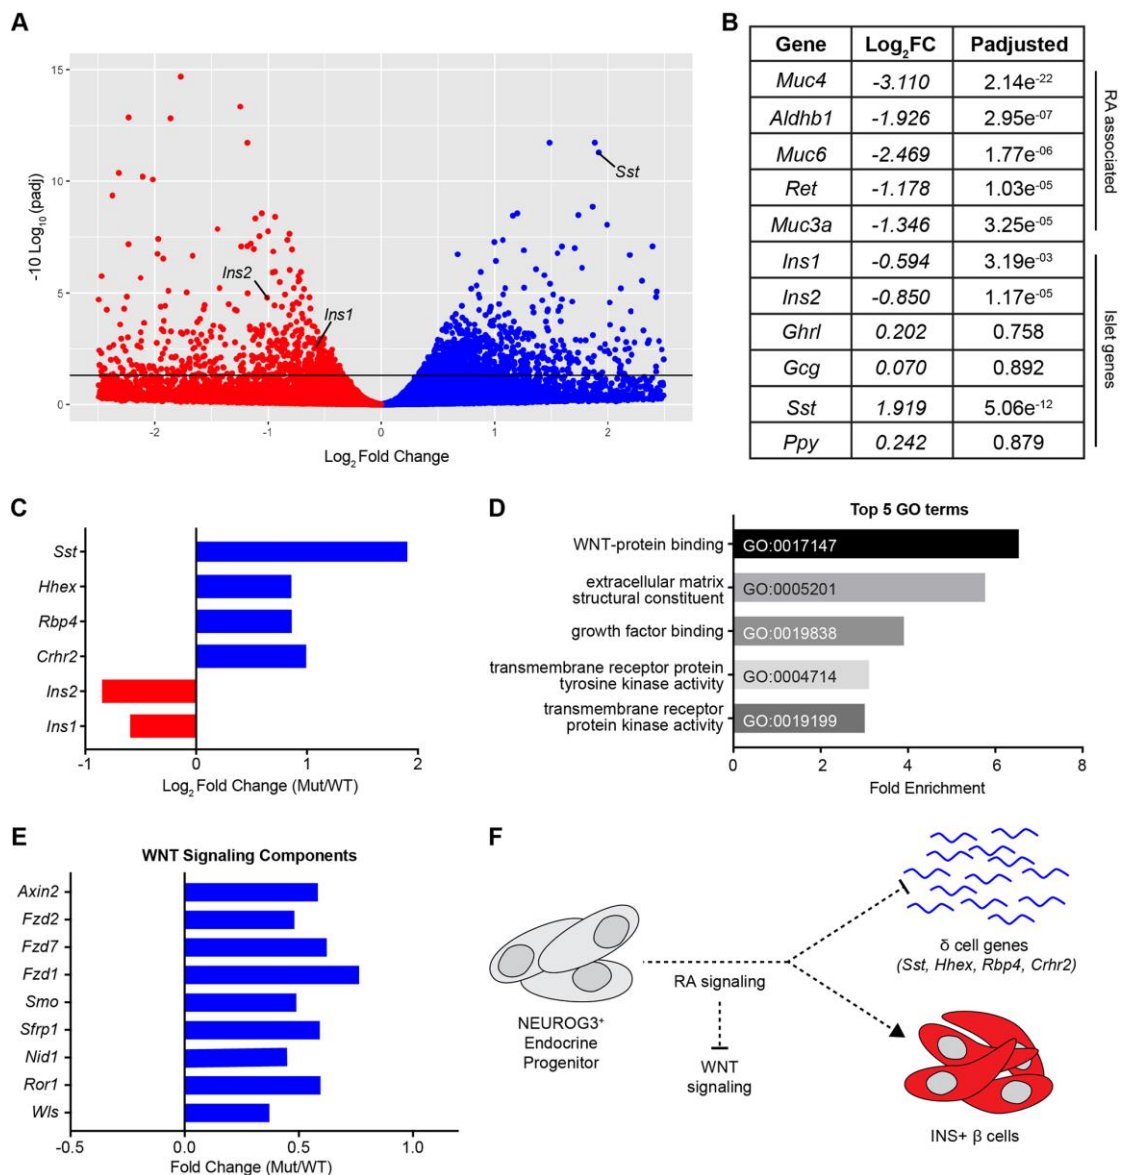 A
15
10
5
0
-10 Log10 (padj)
Sst
Ins2
Ins1
-2
-1
0
1
2
Log2 Fold Change
B
Gene Log2FC Padjusted
Muc4 -3.110 2.14e-22
Aldhb1 -1.926 2.95e-07
Muc6 -2.469 1.77e-06
Ret -1.178 1.03e-05
Muc3a -1.346 3.25e-05
Ins1 -0.594 3.19e-03
Ins2 -0.850 1.17e-05
Ghrl 0.202 0.758
Gcg 0.070 0.892
Sst 1.919 5.06e-12
Ppy 0.242 0.879
RA associated
Islet genes
C
Sst
Hhex
Rbp4
Crhr2
Ins2
Ins1
-1
0
1
2
Log2 Fold Change (Mut/WT)
D
Top 5 GO terms
WNT-protein binding
GO:0017147
extracellular matrix
structural constituent
GO:0005201
growth factor binding
GO:0019838
transmembrane receptor protein
tyrosine kinase activity
GO:0004714
transmembrane receptor
protein kinase activity
GO:0019199
0
2
4
6
8
Fold Enrichment
E
WNT Signaling Components
Axin2
Fzd2
Fzd7
Fzd1
Smo
Sfrp1
Nid1
Ror1
Wls
-0.5
0.0
0.5
1.0
Fold Change (Mut/WT)
F
NEUROG3+
Endocrine
Progenitor
RA signaling
WNT
signaling
δ cell genes
(Sst, Hhex, Rbp4, Crhr2)
INS+ β cells